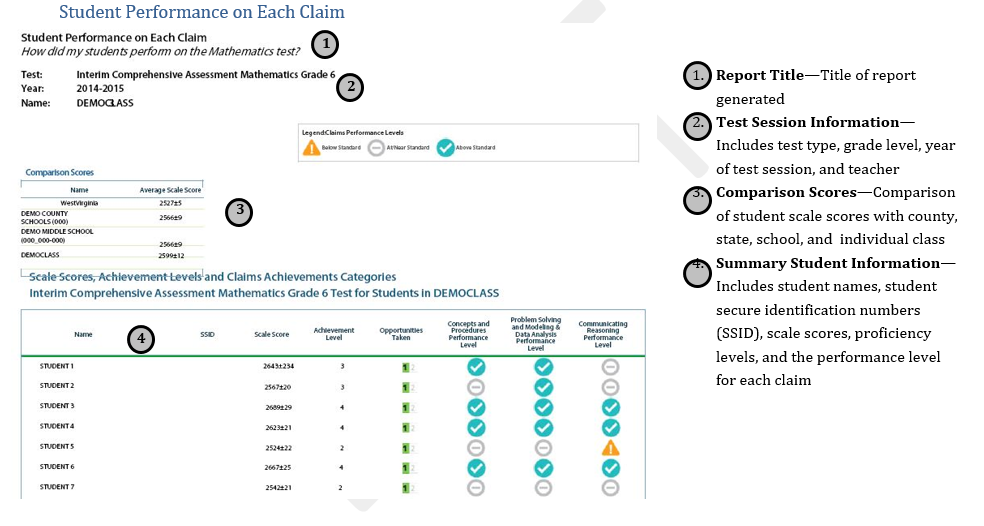 Student Performance on Each Claim
Student Performance on Each Claim
How did my students perform on the Mathematics test?
1
Test: Interim Comprehensive Assessment Mathematics Grade 6
Year: 2014-2015
2
Name: DEMOCLASS
Legend:Claims Performance Levels
Below Standard At/Near Standard Above Standard
Comparison Scores
Name Average Scale Score
WestVirginia 2527±5
DEMO COUNTY
SCHOOLS (000) 2566±9
DEMO MIDDLE SCHOOL
(000_000-000) 2566±9
DEMOCLASS 2599±12
3
Scale Scores, Achievement Levels and Claims Achievements Categories
Interim Comprehensive Assessment Mathematics Grade 6 Test for Students in DEMOCLASS
4
Name SSID Scale Score Achievement Level Opportunities Taken Concepts and Procedures Performance Level Problem Solving and Modeling & Data Analysis Performance Level Communicating Reasoning Performance Level
STUDENT 1 2643±234 3 1 2
STUDENT 2 2567±20 3 1 2
STUDENT 3 2689±29 4 1 2
STUDENT 4 2623±21 4 1 2
STUDENT 5 2524±22 2 1 2
STUDENT 6 2667±25 4 1 2
STUDENT 7 2542±21 2 1 2
1. Report Title—Title of report
generated
2. Test Session Information—
Includes test type, grade level, year
of test session, and teacher
3. Comparison Scores—Comparison
of student scale scores with county,
state, school, and individual class
4. Summary Student Information—
Includes student names, student
secure identification numbers
(SSID), scale scores, proficiency
levels, and the performance level
for each claim